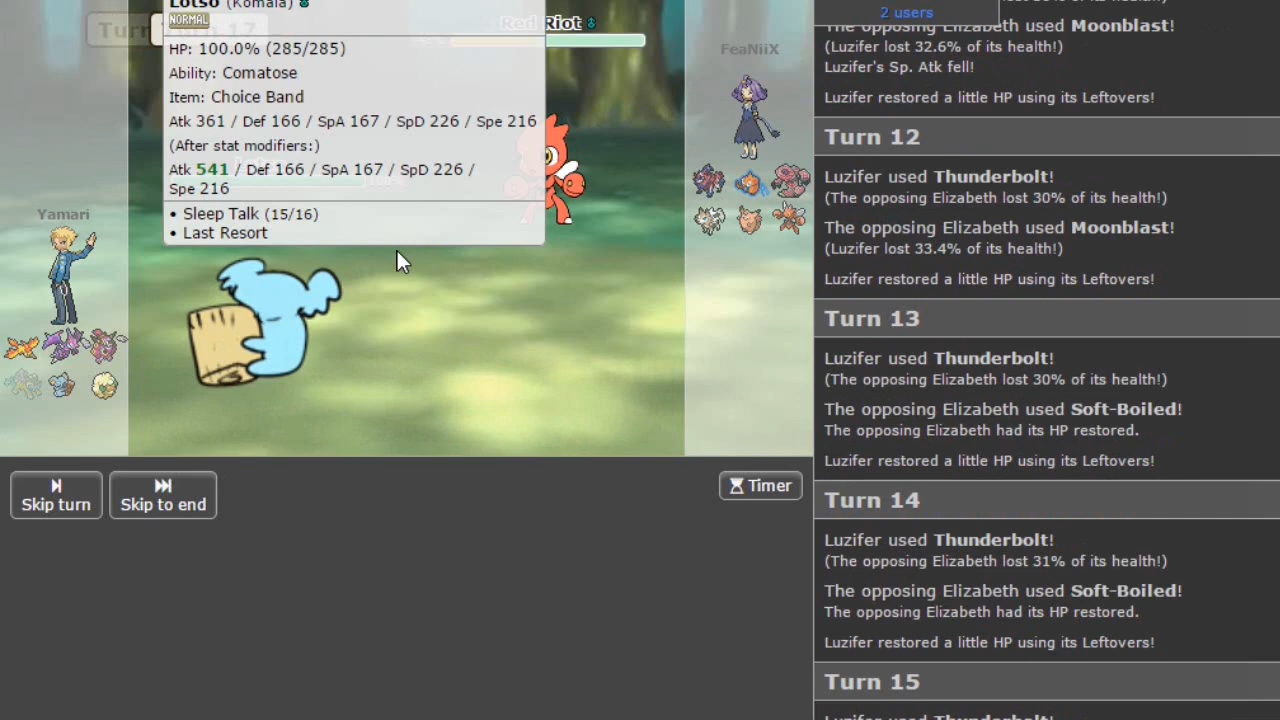 Lotso (Komala)
NORMAL
HP: 100.0% (285/285)
Ability: Comatose
Item: Choice Band
Atk 361 / Def 166 / SpA 167 / SpD 226 / Spe 216
(After stat modifiers:)
Atk 541 / Def 166 / SpA 167 / SpD 226 /
Spe 216
• Sleep Talk (15/16)
• Last Resort
Turn 17
Red Riot
FeaNiiX
Yamari
Skip turn
Skip to end
Timer
2 users
The opposing Elizabeth used Moonblast!
(Luzifer lost 32.6% of its health!)
Luzifer's Sp. Atk fell!
Luzifer restored a little HP using its Leftovers!
Turn 12
Luzifer used Thunderbolt!
(The opposing Elizabeth lost 30% of its health!)
The opposing Elizabeth used Moonblast!
(Luzifer lost 33.4% of its health!)
Luzifer restored a little HP using its Leftovers!
Turn 13
Luzifer used Thunderbolt!
(The opposing Elizabeth lost 30% of its health!)
The opposing Elizabeth used Soft-Boiled!
The opposing Elizabeth had its HP restored.
Luzifer restored a little HP using its Leftovers!
Turn 14
Luzifer used Thunderbolt!
(The opposing Elizabeth lost 31% of its health!)
The opposing Elizabeth used Soft-Boiled!
The opposing Elizabeth had its HP restored.
Luzifer restored a little HP using its Leftovers!
Turn 15
Luzifer used Thunderbolt!